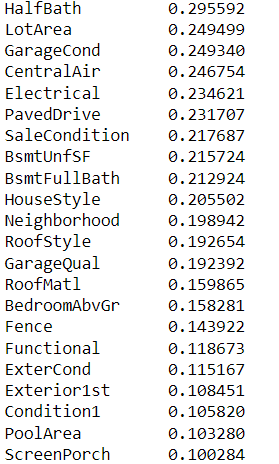 HalfBath 0.295592
LotArea 0.249499
GarageCond 0.249340
CentralAir 0.246754
Electrical 0.234621
PavedDrive 0.231707
SaleCondition 0.217687
BsmtUnfSF 0.215724
BsmtFullBath 0.212924
HouseStyle 0.205502
Neighborhood 0.198942
RoofStyle 0.192654
GarageQual 0.192392
RoofMatl 0.159865
BedroomAbvGr 0.158281
Fence 0.143922
Functional 0.118673
ExterCond 0.115167
Exterior1st 0.108451
Condition1 0.105820
PoolArea 0.103280
ScreenPorch 0.100284